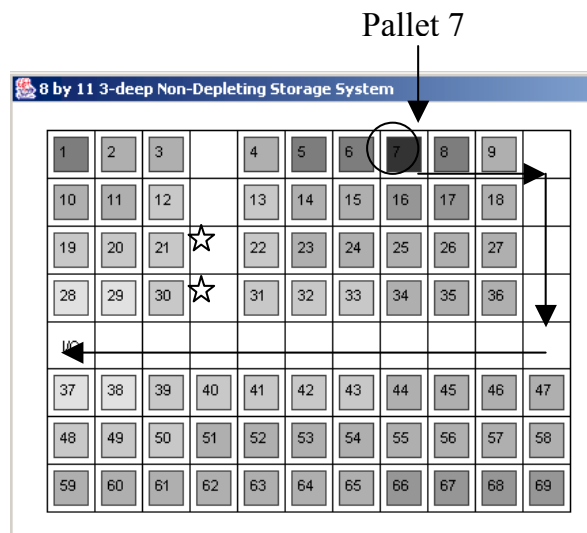 Pallet 7
8 by 11 3-deep Non-Depleting Storage System
1 2 3 4 5 6 7 8 9
10 11 12 13 14 15 16 17 18
19 20 21 22 23 24 25 26 27
28 29 30 31 32 33 34 35 36
I/O
37 38 39 40 41 42 43 44 45 46 47
48 49 50 51 52 53 54 55 56 57 58
59 60 61 62 63 64 65 66 67 68 69